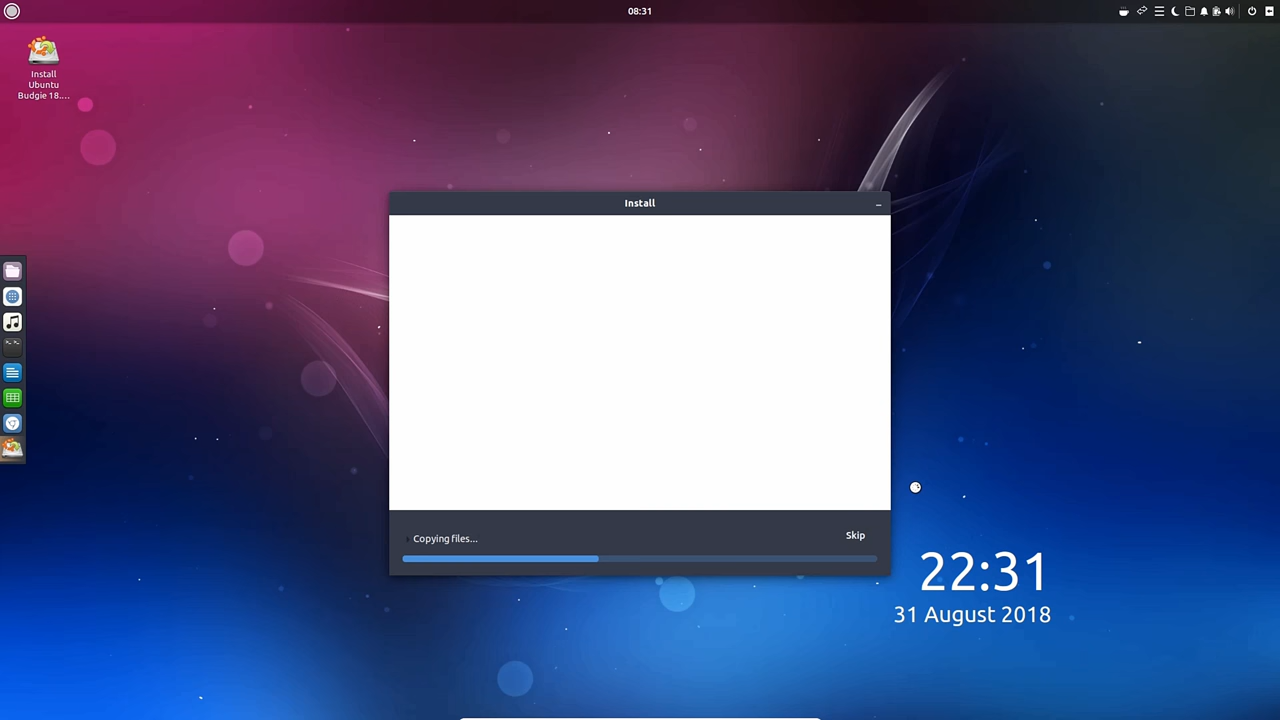 08:31
Install
Ubuntu
Budgie 18....
Install
Copying files...
Skip
22:31
31 August 2018